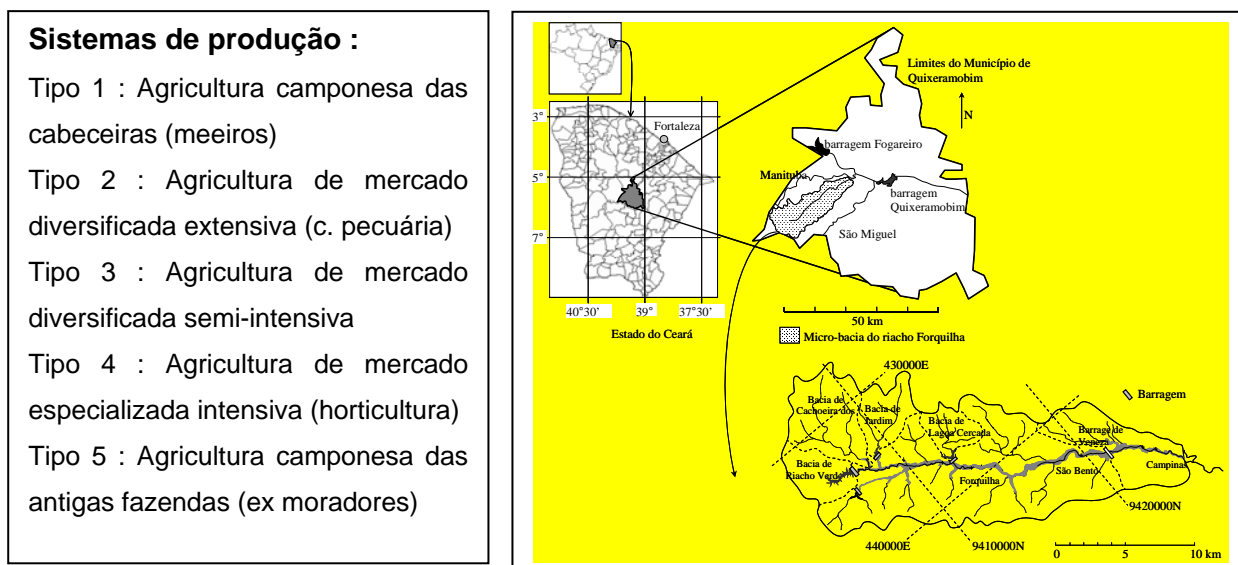 Sistemas de produção :
Tipo 1 : Agricultura camponesa das
cabeceiras (meeiros)
Tipo 2 : Agricultura de mercado
diversificada extensiva (c. pecuária)
Tipo 3 : Agricultura de mercado
diversificada semi-intensiva
Tipo 4 : Agricultura de mercado
especializada intensiva (horticultura)
Tipo 5 : Agricultura camponesa das
antigas fazendas (ex moradores)
Limites do Município de
Quixeramobim
N
3°
Fortaleza
barragem Fogareiro
5°
Manituba
barragem
Quixeramobim
São Miguel
7°
40°30’
39°
37°30’
50 km
Estado do Ceará
Micro-bacia do riacho Forquilha
430000E
Barragem
Bacia de
Cachoeira dos
Bacia de
Jardim
Bacia de
Lagoa Cercada
Barrage de
Bacia de
Riacho Verde
Forquilha
São Bento
Campinas
9420000N
440000E
9410000N
0
5
10 km